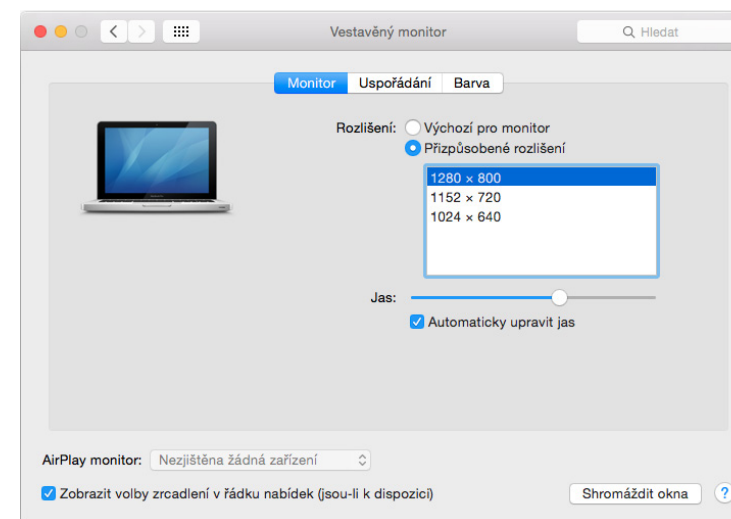 Vestavěný monitor
Hledat
Monitor Uspořádání Barva
Rozlišení: Výchozí pro monitor
Přizpůsobené rozlišení
1280 × 800
1152 × 720
1024 × 640
Jas:
Automaticky upravit jas
AirPlay monitor: Nezjištěna žádná zařízení
Zobrazit volby zrcadlení v řádku nabídek (jsou-li k dispozici)
Shromáždit okna ?